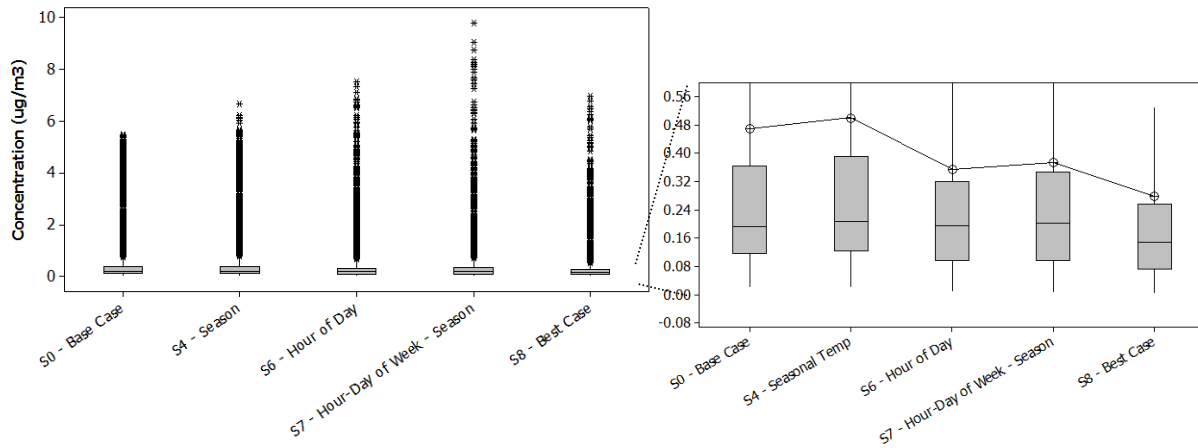 Concentration (ug/m3)
10
8
6
4
2
0
S0 - Base Case
S4 - Season
S6 - Hour of Day
S7 - Hour-Day of Week - Season
S8 - Best Case
0.56
0.48
0.40
0.32
0.24
0.16
0.08
0.00
-0.08
S0 - Base Case
S4 - Seasonal Temp
S6 - Hour of Day
S7 - Hour-Day of Week - Season
S8 - Best Case